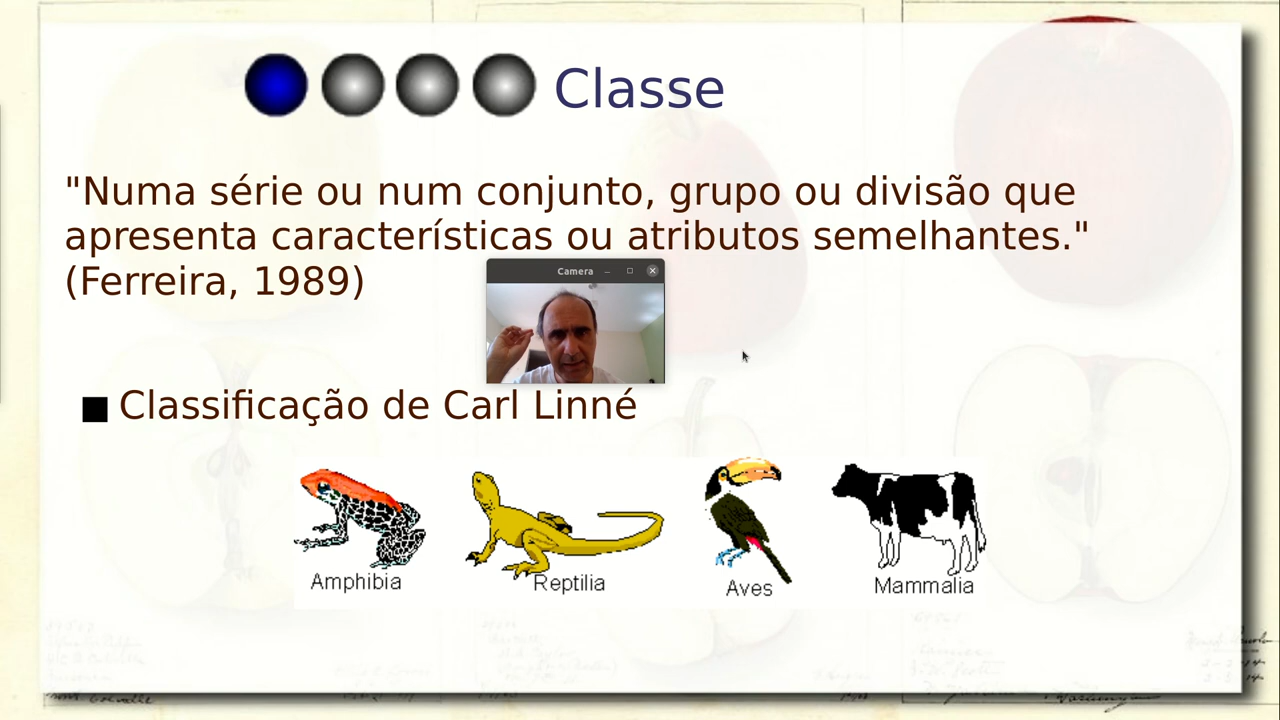 Classe
"Numa série ou num conjunto, grupo ou divisão que
apresenta características ou atributos semelhantes."
(Ferreira, 1989)
Camera
Classificação de Carl Linné
Amphibia
Reptilia
Aves
Mammalia